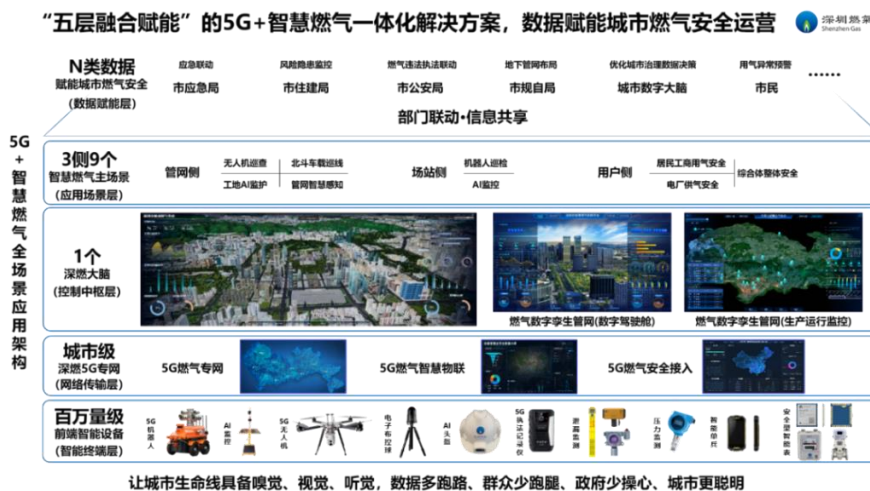 “五层融合赋能”的5G+智慧燃气一体化解决方案，数据赋能城市燃气安全运营
深圳燃气
Shenzhen Gas
5G+智慧燃气全场景应用架构
N类数据
赋能城市燃气安全
(数据赋能层)
应急联动 风险隐患监控 燃气违法执法联动 地下管网布局 优化城市治理数据决策 用气异常预警
市应急局 市住建局 市公安局 市规自局 城市数字大脑 市民 ……
部门联动·信息共享
3侧9个
智慧燃气主场景
(应用场景层)
管网侧
无人机巡查 北斗车载巡线
工地AI监护 管网智慧感知
场站侧
机器人巡检
AI监控
用户侧
居民工商用气安全
电厂供气安全
综合体整体安全
1个
深燃大脑
(控制中枢层)
燃气数字孪生管网(数字驾驶舱) 燃气数字孪生管网(生产运行监控)
城市级
深燃5G专网
(网络传输层)
5G燃气专网 5G燃气智慧物联 5G燃气安全接入
百万量级
前端智能设备
(智能终端层)
5G机器人
AI监控
5G无人机
电子布控球
AI头盔
5G执法记录仪
泄漏监测
压力监测
智能单兵
安全型智能表
让城市生命线具备嗅觉、视觉、听觉，数据多跑路、群众少跑腿、政府少操心、城市更聪明